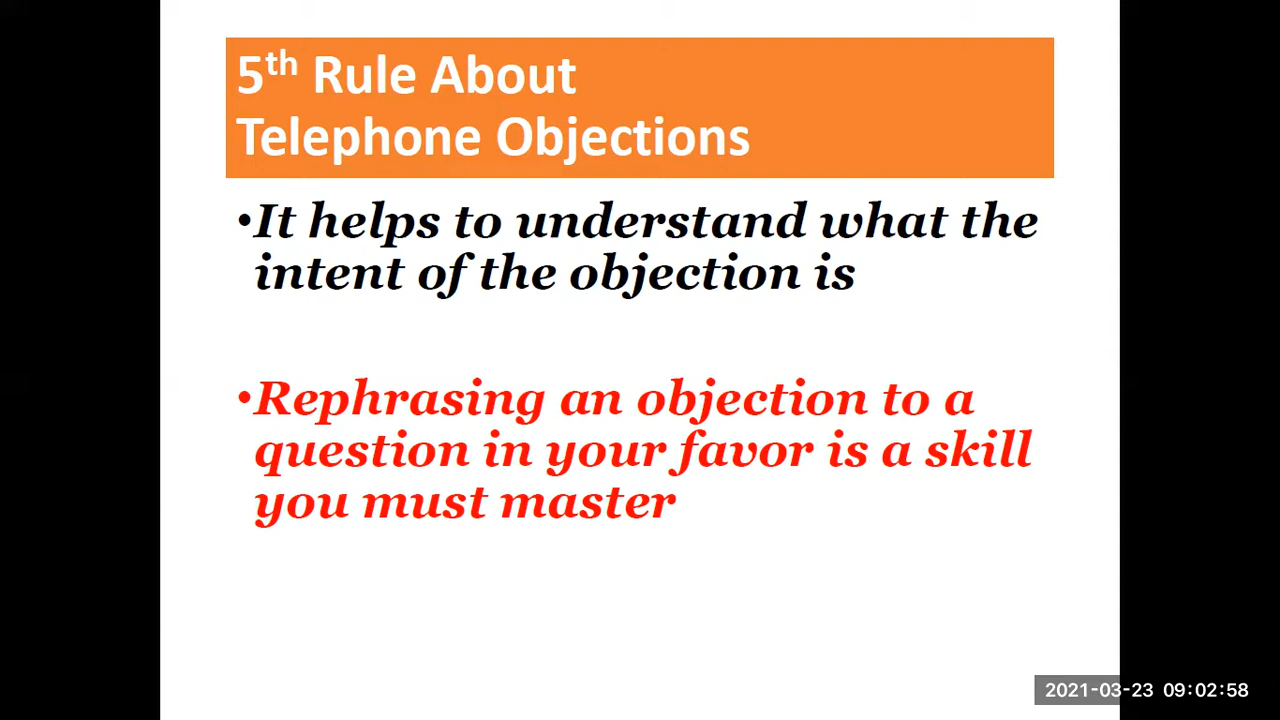 5th Rule About
Telephone Objections
•It helps to understand what the
intent of the objection is
•Rephrasing an objection to a
question in your favor is a skill
you must master
2021-03-23 09:02:58